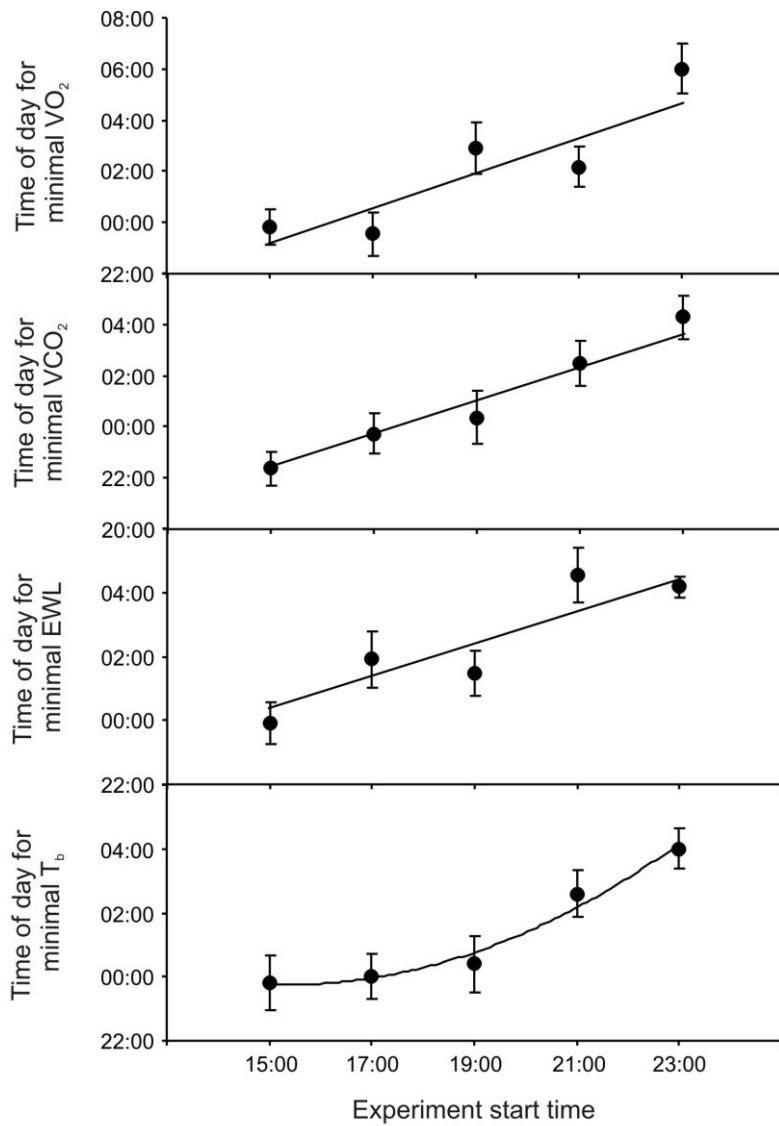 08:00
06:00
04:00
02:00
00:00
22:00
Time of day for
minimal VO₂
04:00
02:00
00:00
22:00
20:00
Time of day for
minimal VCO₂
04:00
02:00
00:00
22:00
Time of day for
minimal EWL
04:00
02:00
00:00
22:00
Time of day for
minimal T_b
15:00 17:00 19:00 21:00 23:00
Experiment start time